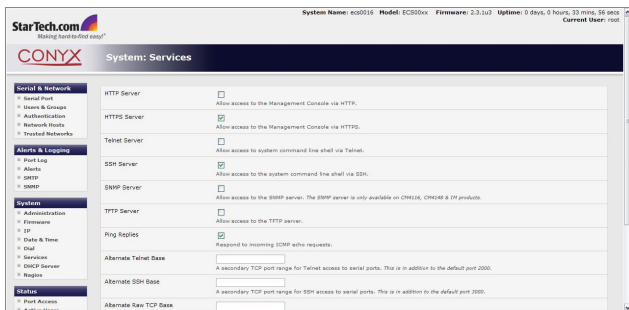 System Name: ecs0016 Model: ECS00xx Firmware: 2.3.1u3 Uptime: 0 days, 0 hours, 33 mins, 56 secs
Current User: root
StarTech.com
Making hard-to-find easy!®
CONYX
System: Services
Serial & Network
Serial Port
Users & Groups
Authentication
Network Hosts
Trusted Networks
Alerts & Logging
Port Log
Alerts
SMTP
SNMP
System
Administration
Firmware
IP
Date & Time
Dial
Services
DHCP Server
Nagios
Status
Port Access
Active Users
HTTP Server
Allow access to the Management Console via HTTP.
HTTPS Server
Allow access to the Management Console via HTTPS.
Telnet Server
Allow access to system command line shell via Telnet.
SSH Server
Allow access to the system command line shell via SSH.
SNMP Server
Allow access to the SNMP server. The SNMP server is only available on CM4116, CM4148 & IM products.
TFTP Server
Allow access to the TFTP server.
Ping Replies
Respond to incoming ICMP echo requests.
Alternate Telnet Base
A secondary TCP port range for Telnet access to serial ports. This is in addition to the default port 2000.
Alternate SSH Base
A secondary TCP port range for SSH access to serial ports. This is in addition to the default port 3000.
Alternate Raw TCP Base